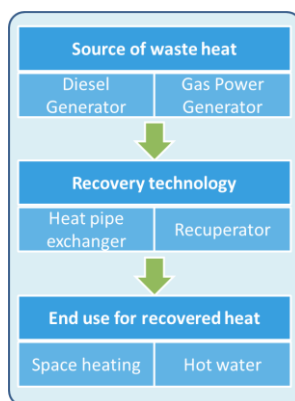 Source of waste heat
Diesel Generator
Gas Power Generator
Recovery technology
Heat pipe exchanger
Recuperator
End use for recovered heat
Space heating
Hot water